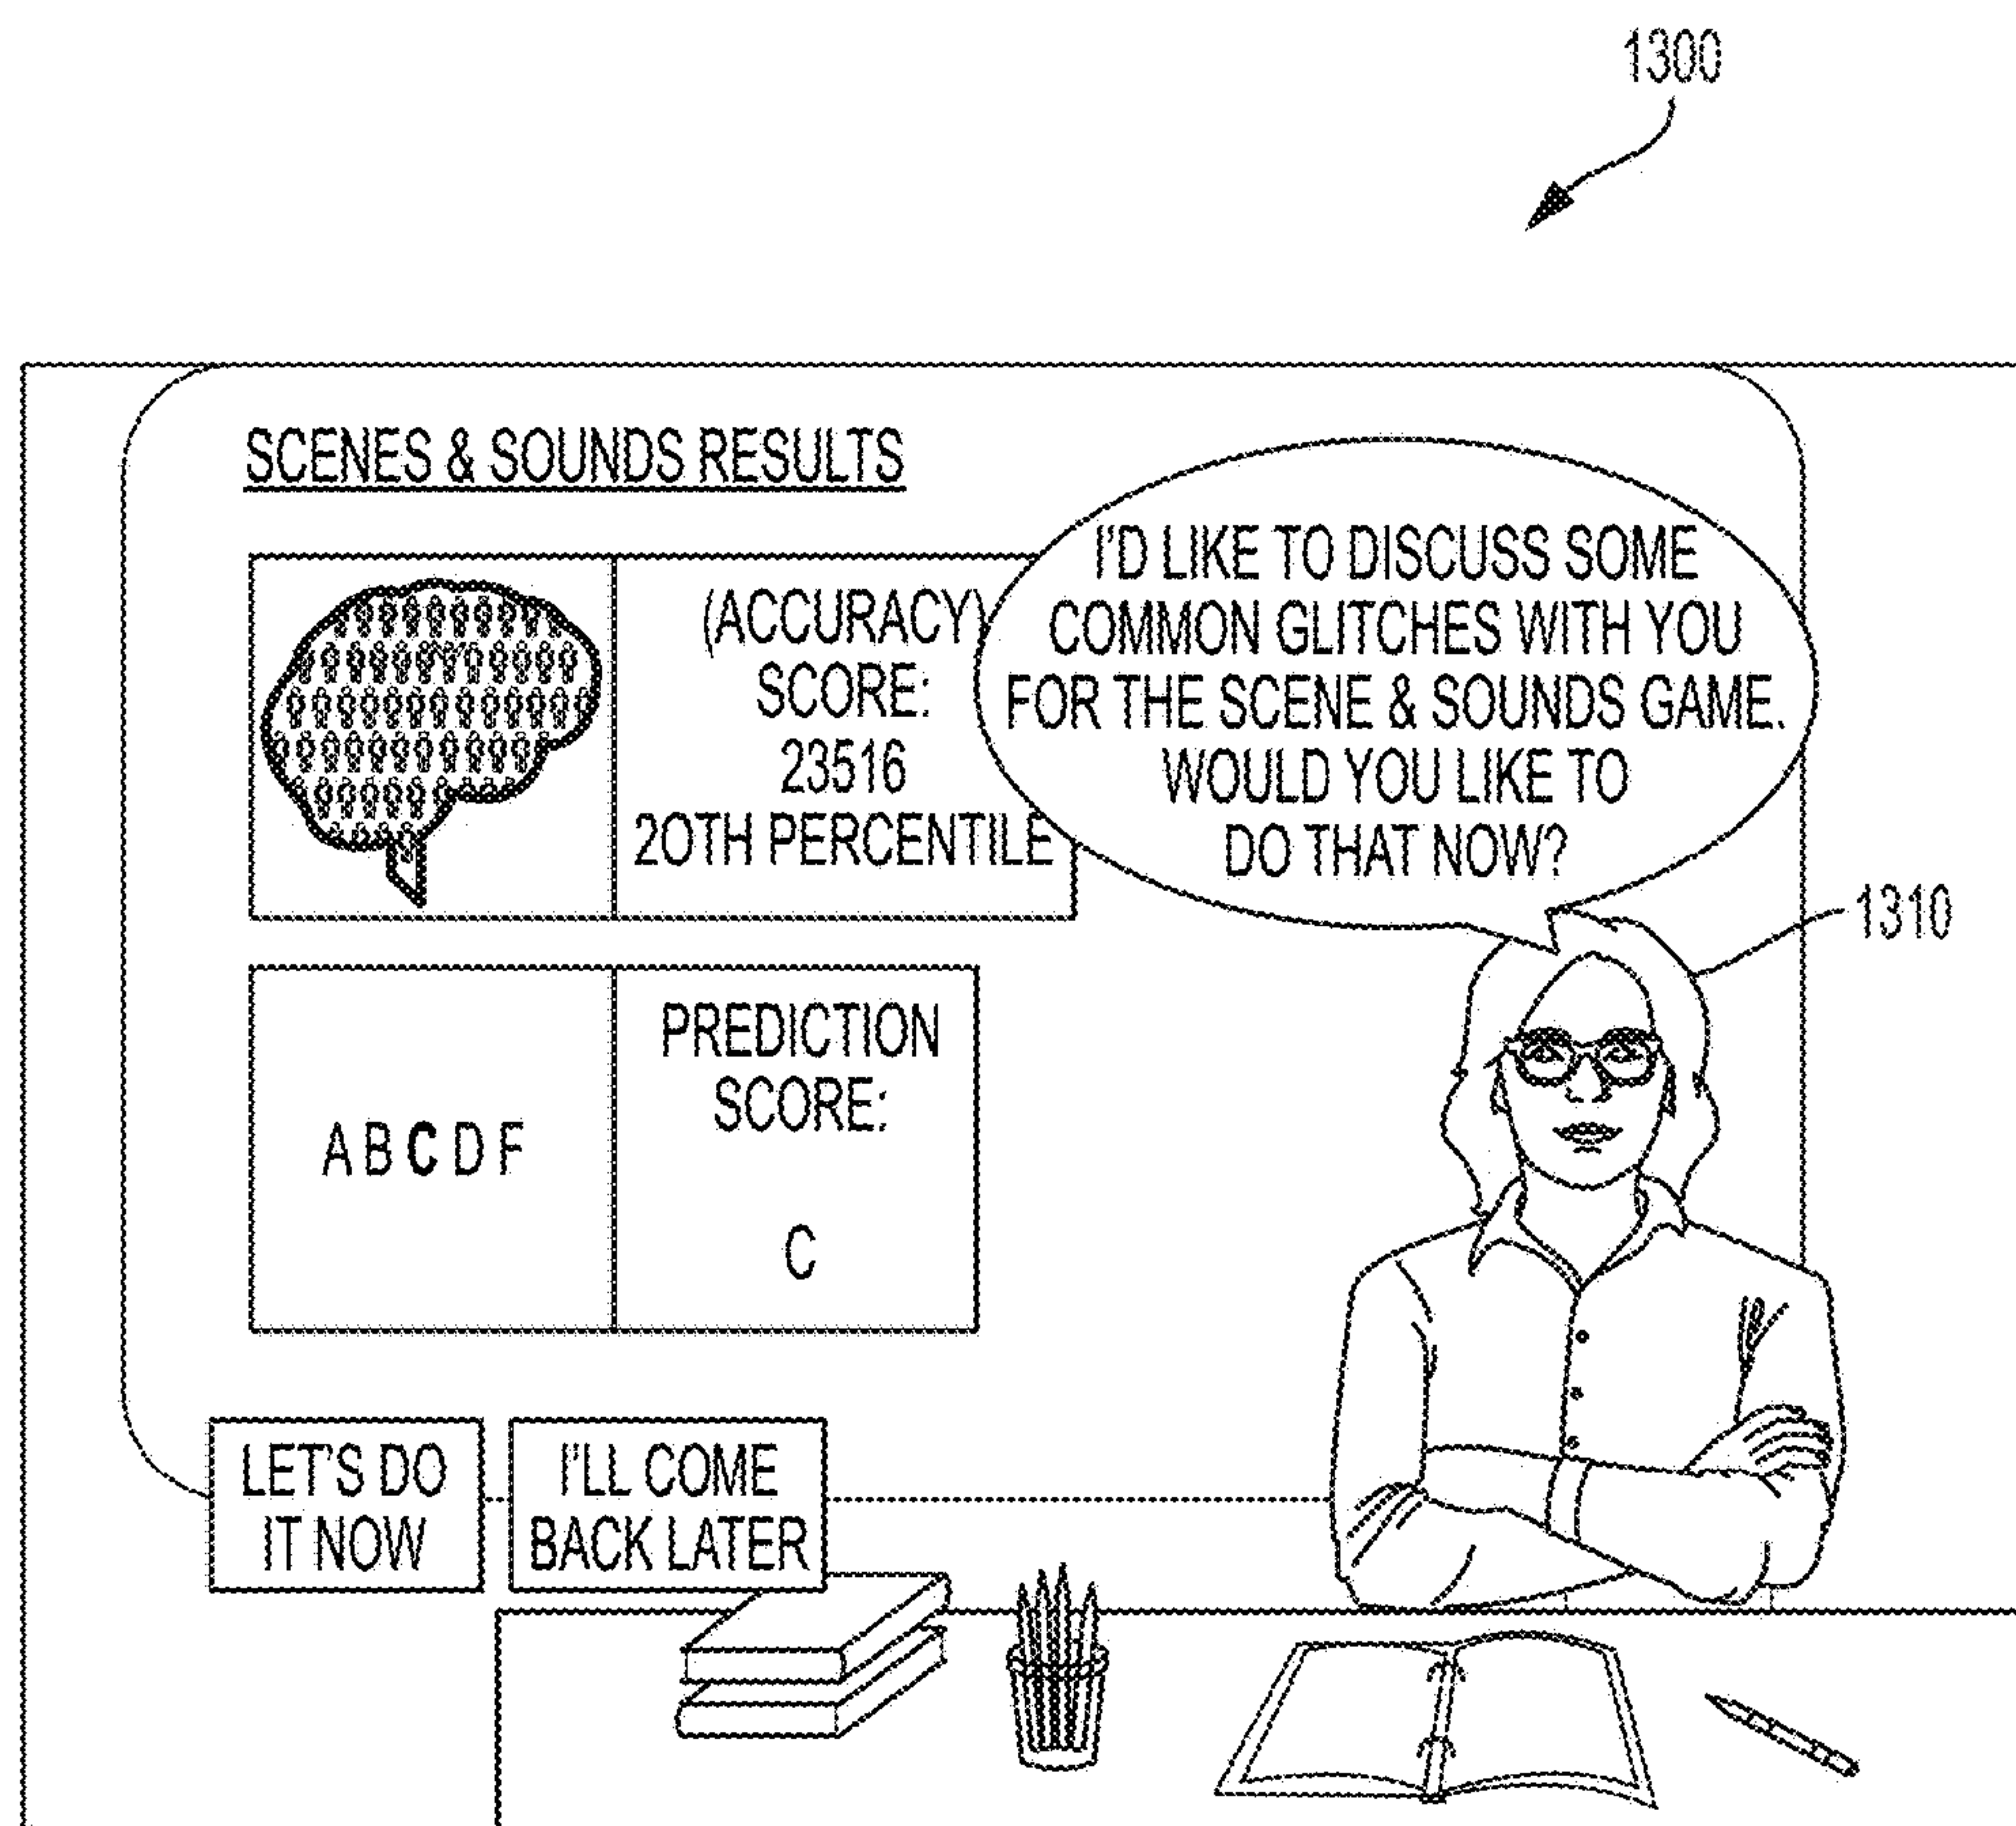 1300
SCENES & SOUNDS RESULTS
(ACCURACY)
SCORE:
23516
2OTH PERCENTILE
I'D LIKE TO DISCUSS SOME
COMMON GLITCHES WITH YOU
FOR THE SCENE & SOUNDS GAME.
WOULD YOU LIKE TO
DO THAT NOW?
1310
A B C D F
PREDICTION
SCORE:
C
LET'S DO
IT NOW
I'LL COME
BACK LATER